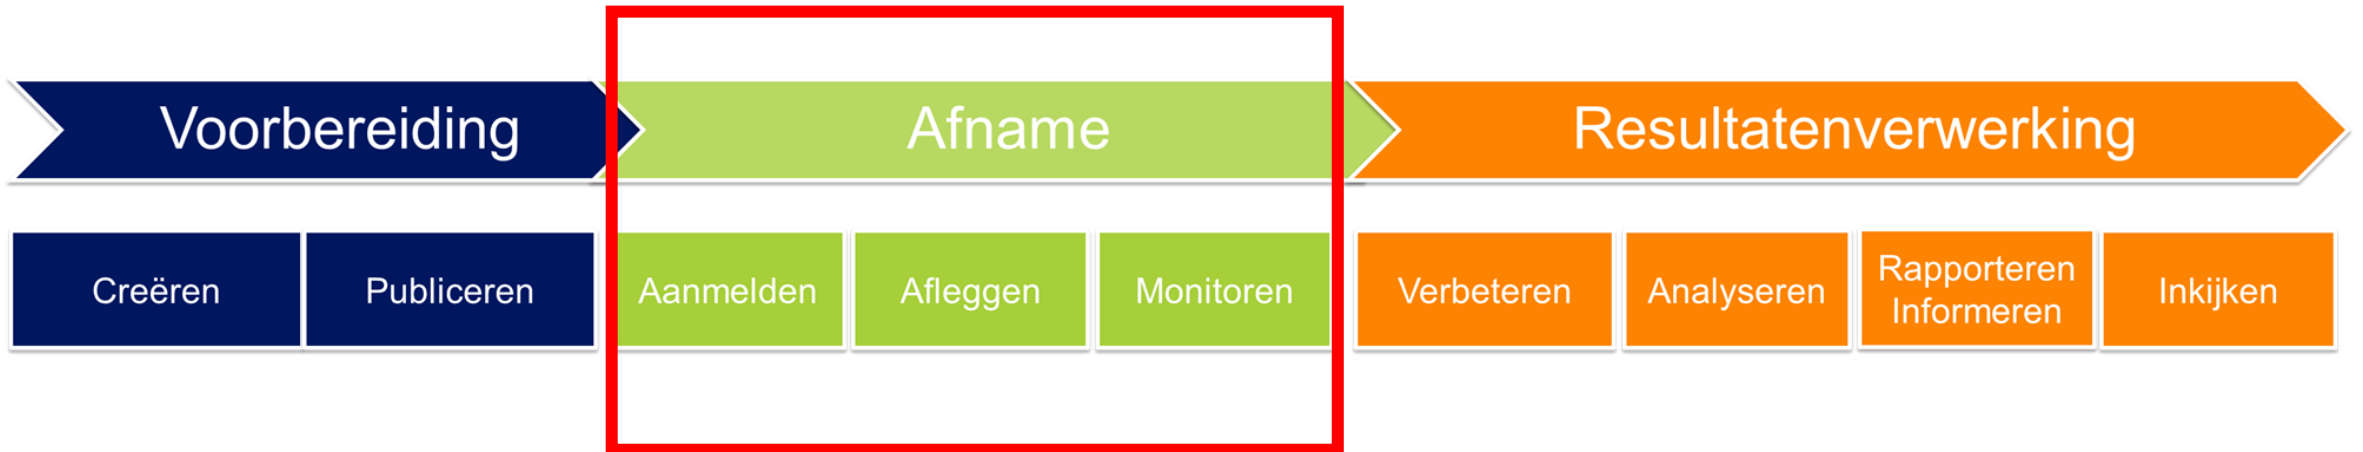 Voorbereiding
Afname
Resultatenverwerking
Creëren
Publiceren
Aanmelden
Afleggen
Monitoren
Verbeteren
Analyseren
Rapporteren
Informeren
Inkijken